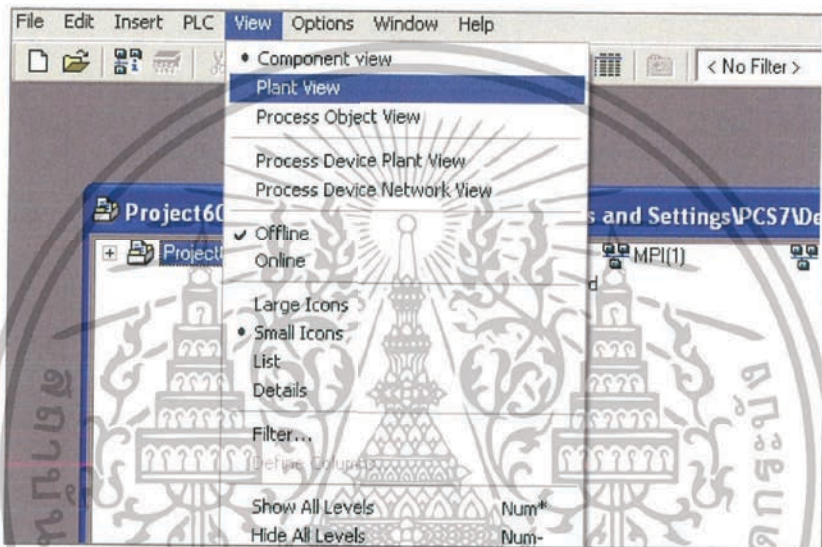 File Edit Insert PLC View Options Window Help
< No Filter >
Component view
Plant View
Process Object View
Process Device Plant View
Process Device Network View
Offline
Online
Large Icons
Small Icons
List
Details
Filter...
Define Columns
Show All Levels Num*
Hide All Levels Num-
s and Settings\PCS7\De
MPI(1)